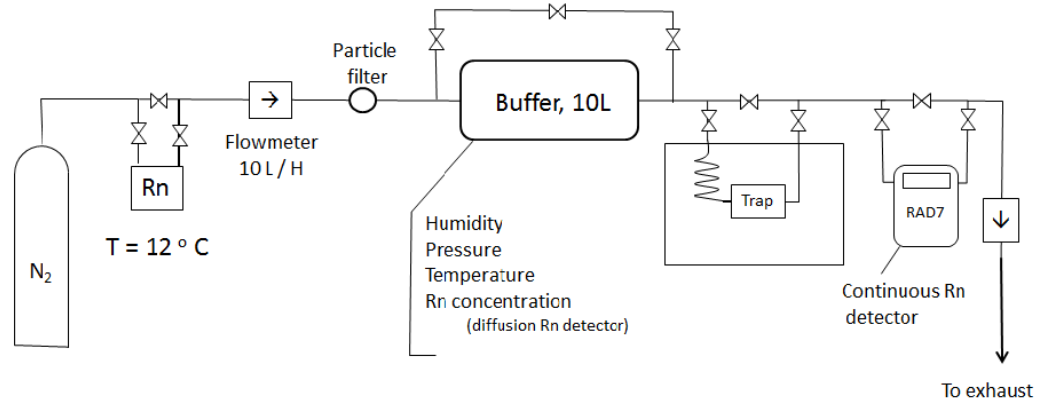 N2
Rn
T = 12 ° C
→
Flowmeter
10 L / H
Particle
filter
Buffer, 10L
Humidity
Pressure
Temperature
Rn concentration
(diffusion Rn detector)
Trap
RAD7
Continuous Rn
detector
↓
To exhaust